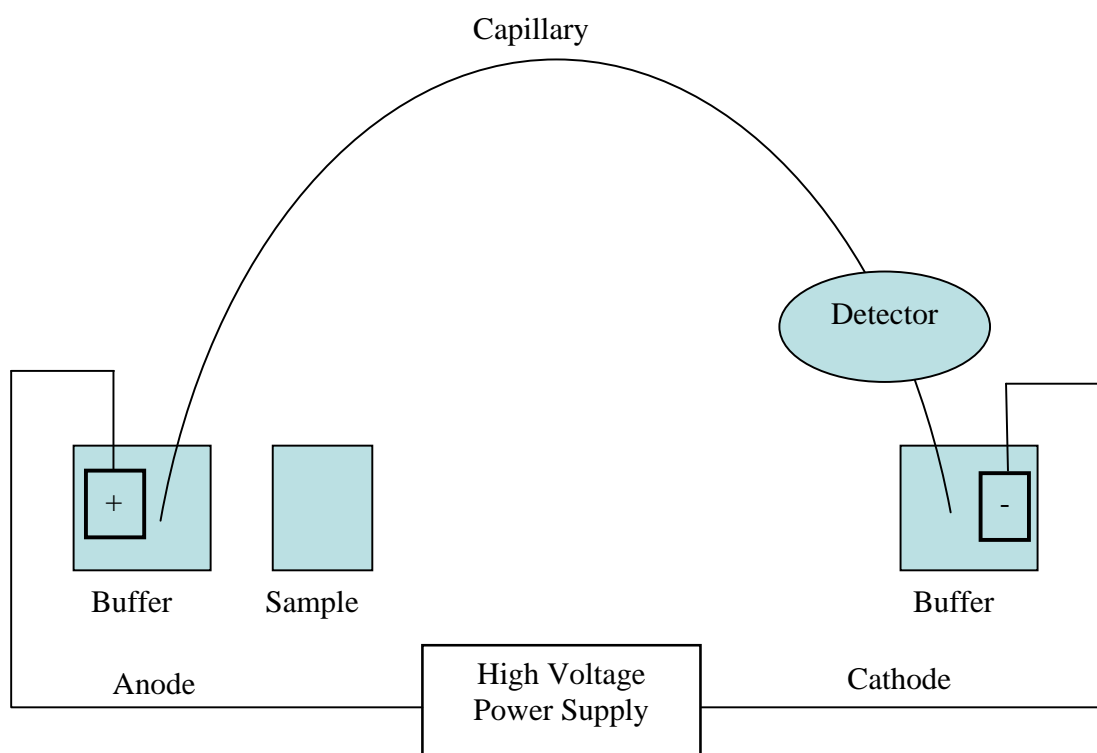 Capillary
Detector
+
-
Buffer
Sample
Buffer
Anode
High Voltage
Power Supply
Cathode